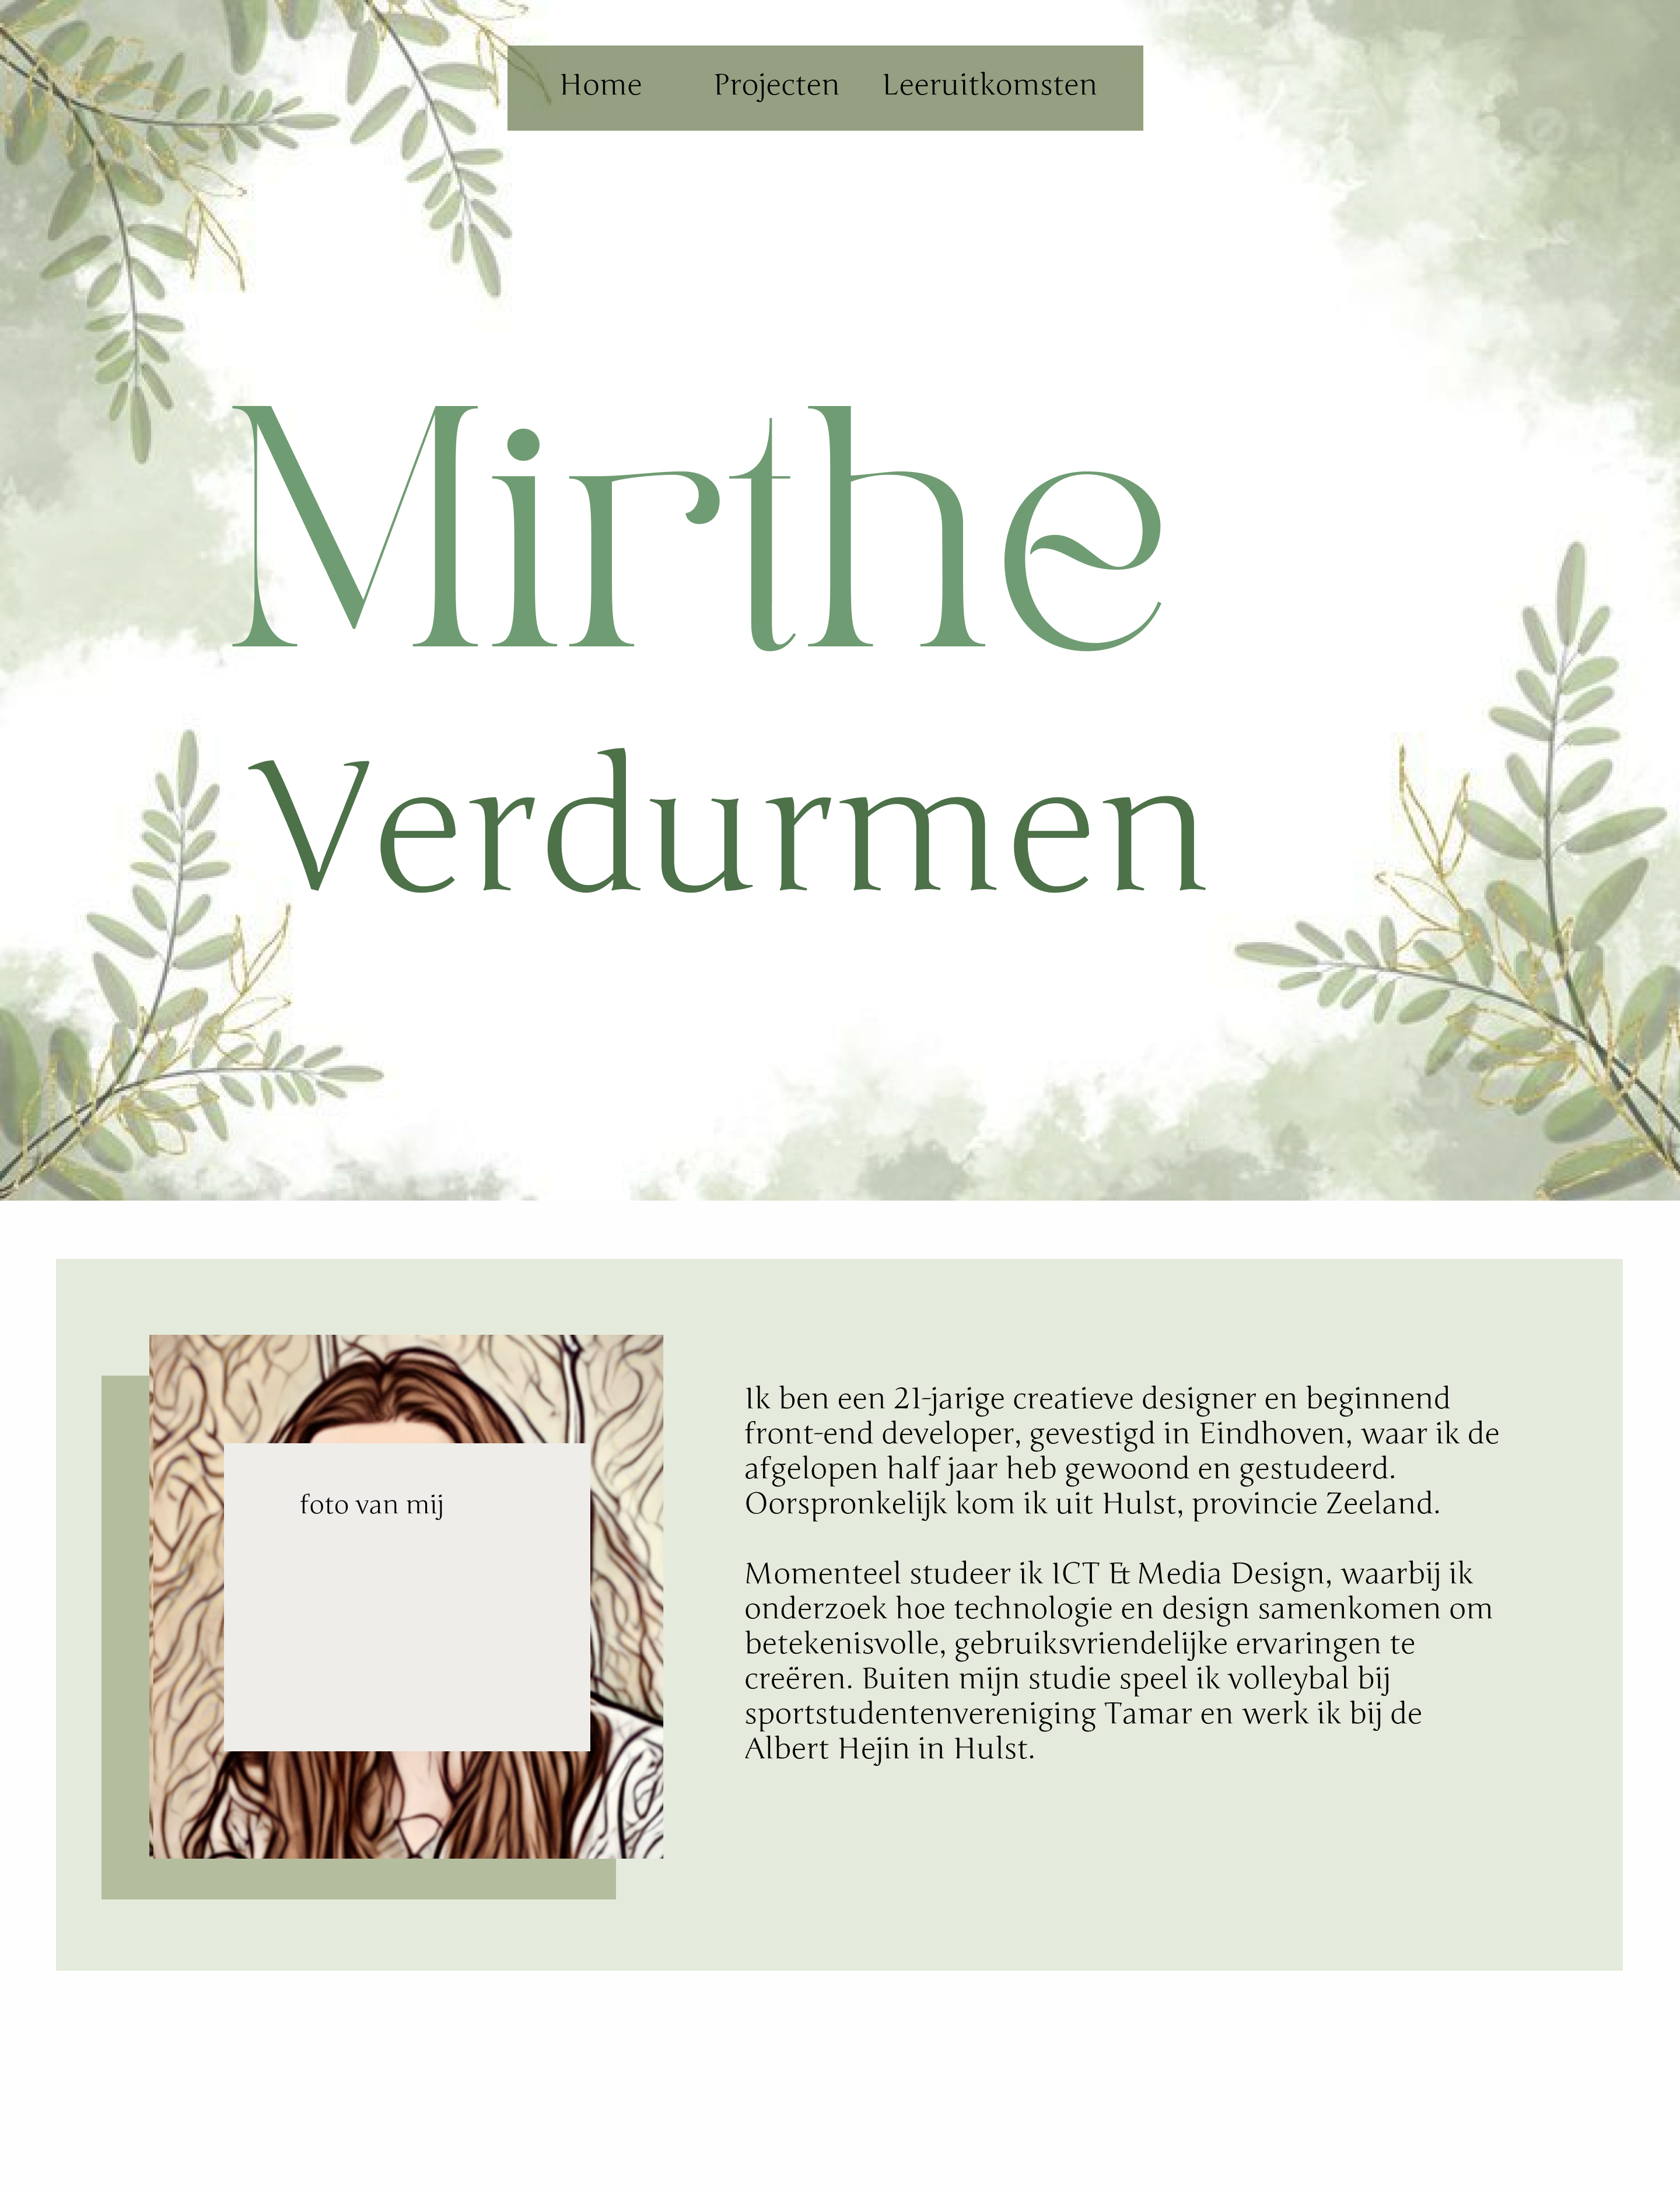 Home Projecten Leeruitkomsten
Mirthe
Verdurmen
foto van mij
Ik ben een 21-jarige creatieve designer en beginnend
front-end developer, gevestigd in Eindhoven, waar ik de
afgelopen half jaar heb gewoond en gestudeerd.
Oorspronkelijk kom ik uit Hulst, provincie Zeeland.
Momenteel studeer ik ICT & Media Design, waarbij ik
onderzoek hoe technologie en design samenkomen om
betekenisvolle, gebruiksvriendelijke ervaringen te
creëren. Buiten mijn studie speel ik volleybal bij
sportstudentenvereniging Tamar en werk ik bij de
Albert Hejin in Hulst.